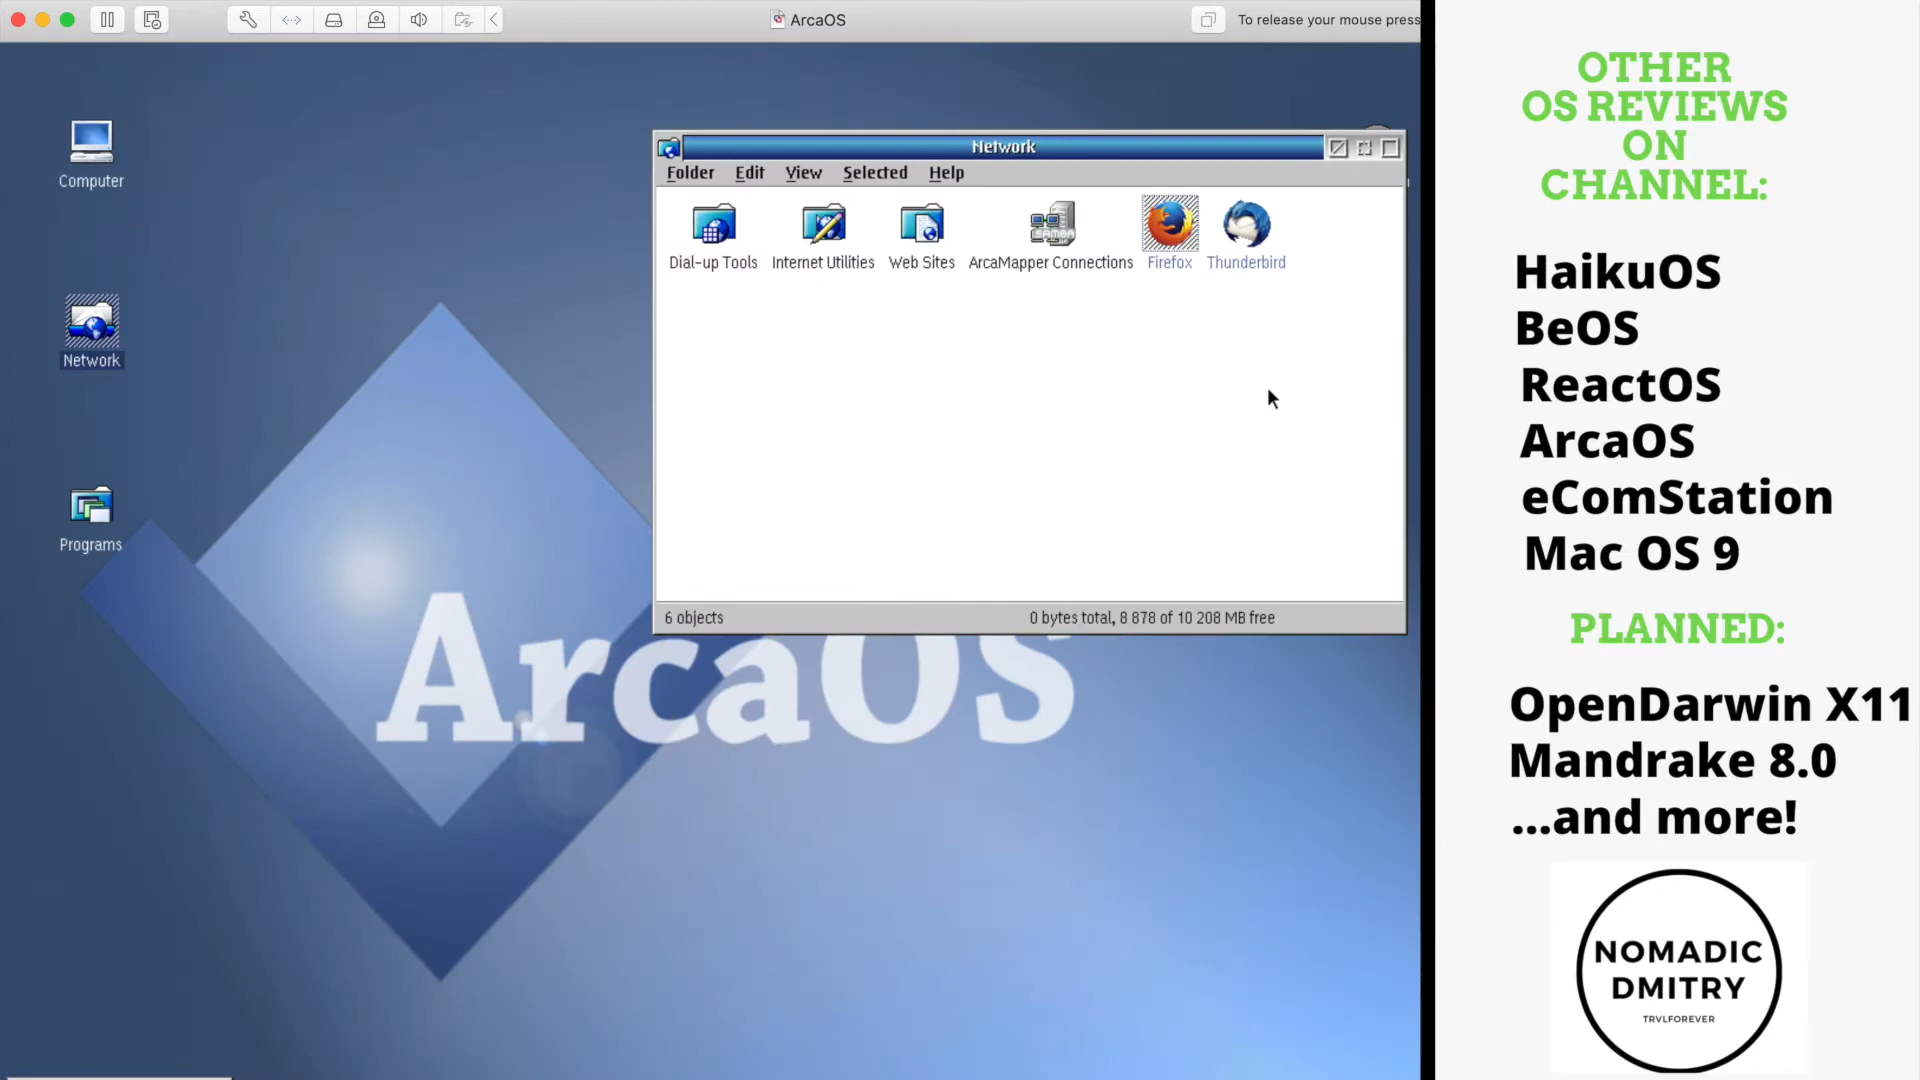 ArcaOS
To release your mouse press
Computer
Network
Programs
Network
Folder Edit View Selected Help
Dial-up Tools Internet Utilities Web Sites ArcaMapper Connections Firefox Thunderbird
SAMBA
6 objects 0 bytes total, 8 878 of 10 208 MB free
ArcaOS
OTHER
OS REVIEWS
ON
CHANNEL:
HaikuOS
BeOS
ReactOS
ArcaOS
eComStation
Mac OS 9
PLANNED:
OpenDarwin X11
Mandrake 8.0
...and more!
NOMADIC
DMITRY
TRVLFOREVER